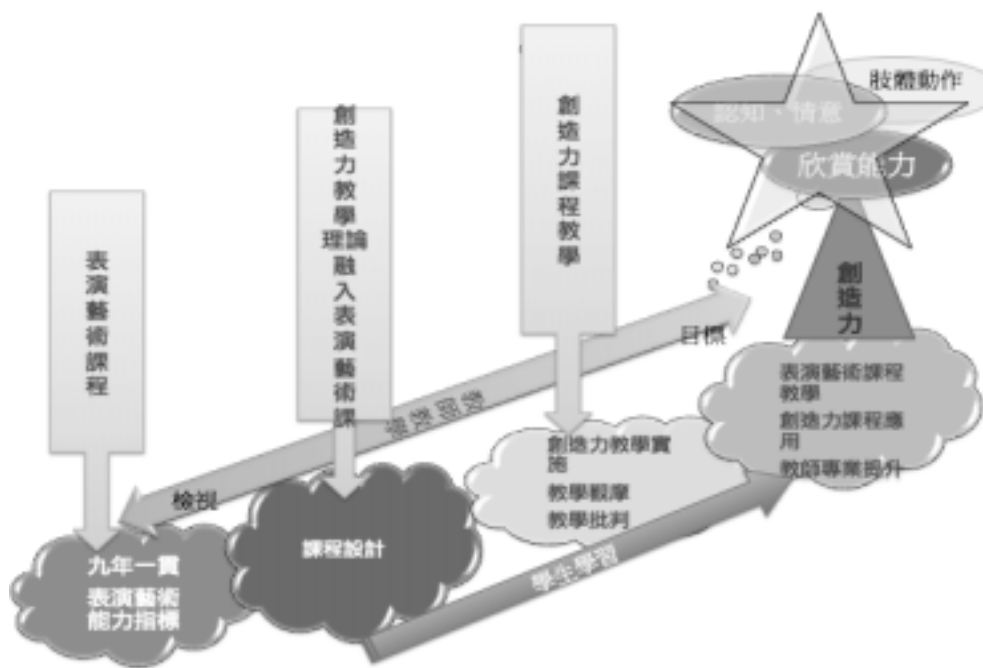 表演藝術課程
創造力教學理論融入表演藝術課
創造力課程教學
肢體動作
認知、情意
欣賞能力
創造力
目標
教師教學
檢視
九年一貫
表演藝術
能力指標
課程設計
創造力教學實
施
教學觀摩
教學批判
表演藝術課程
教學
創造力課程應
用
教師專業提升
學生學習